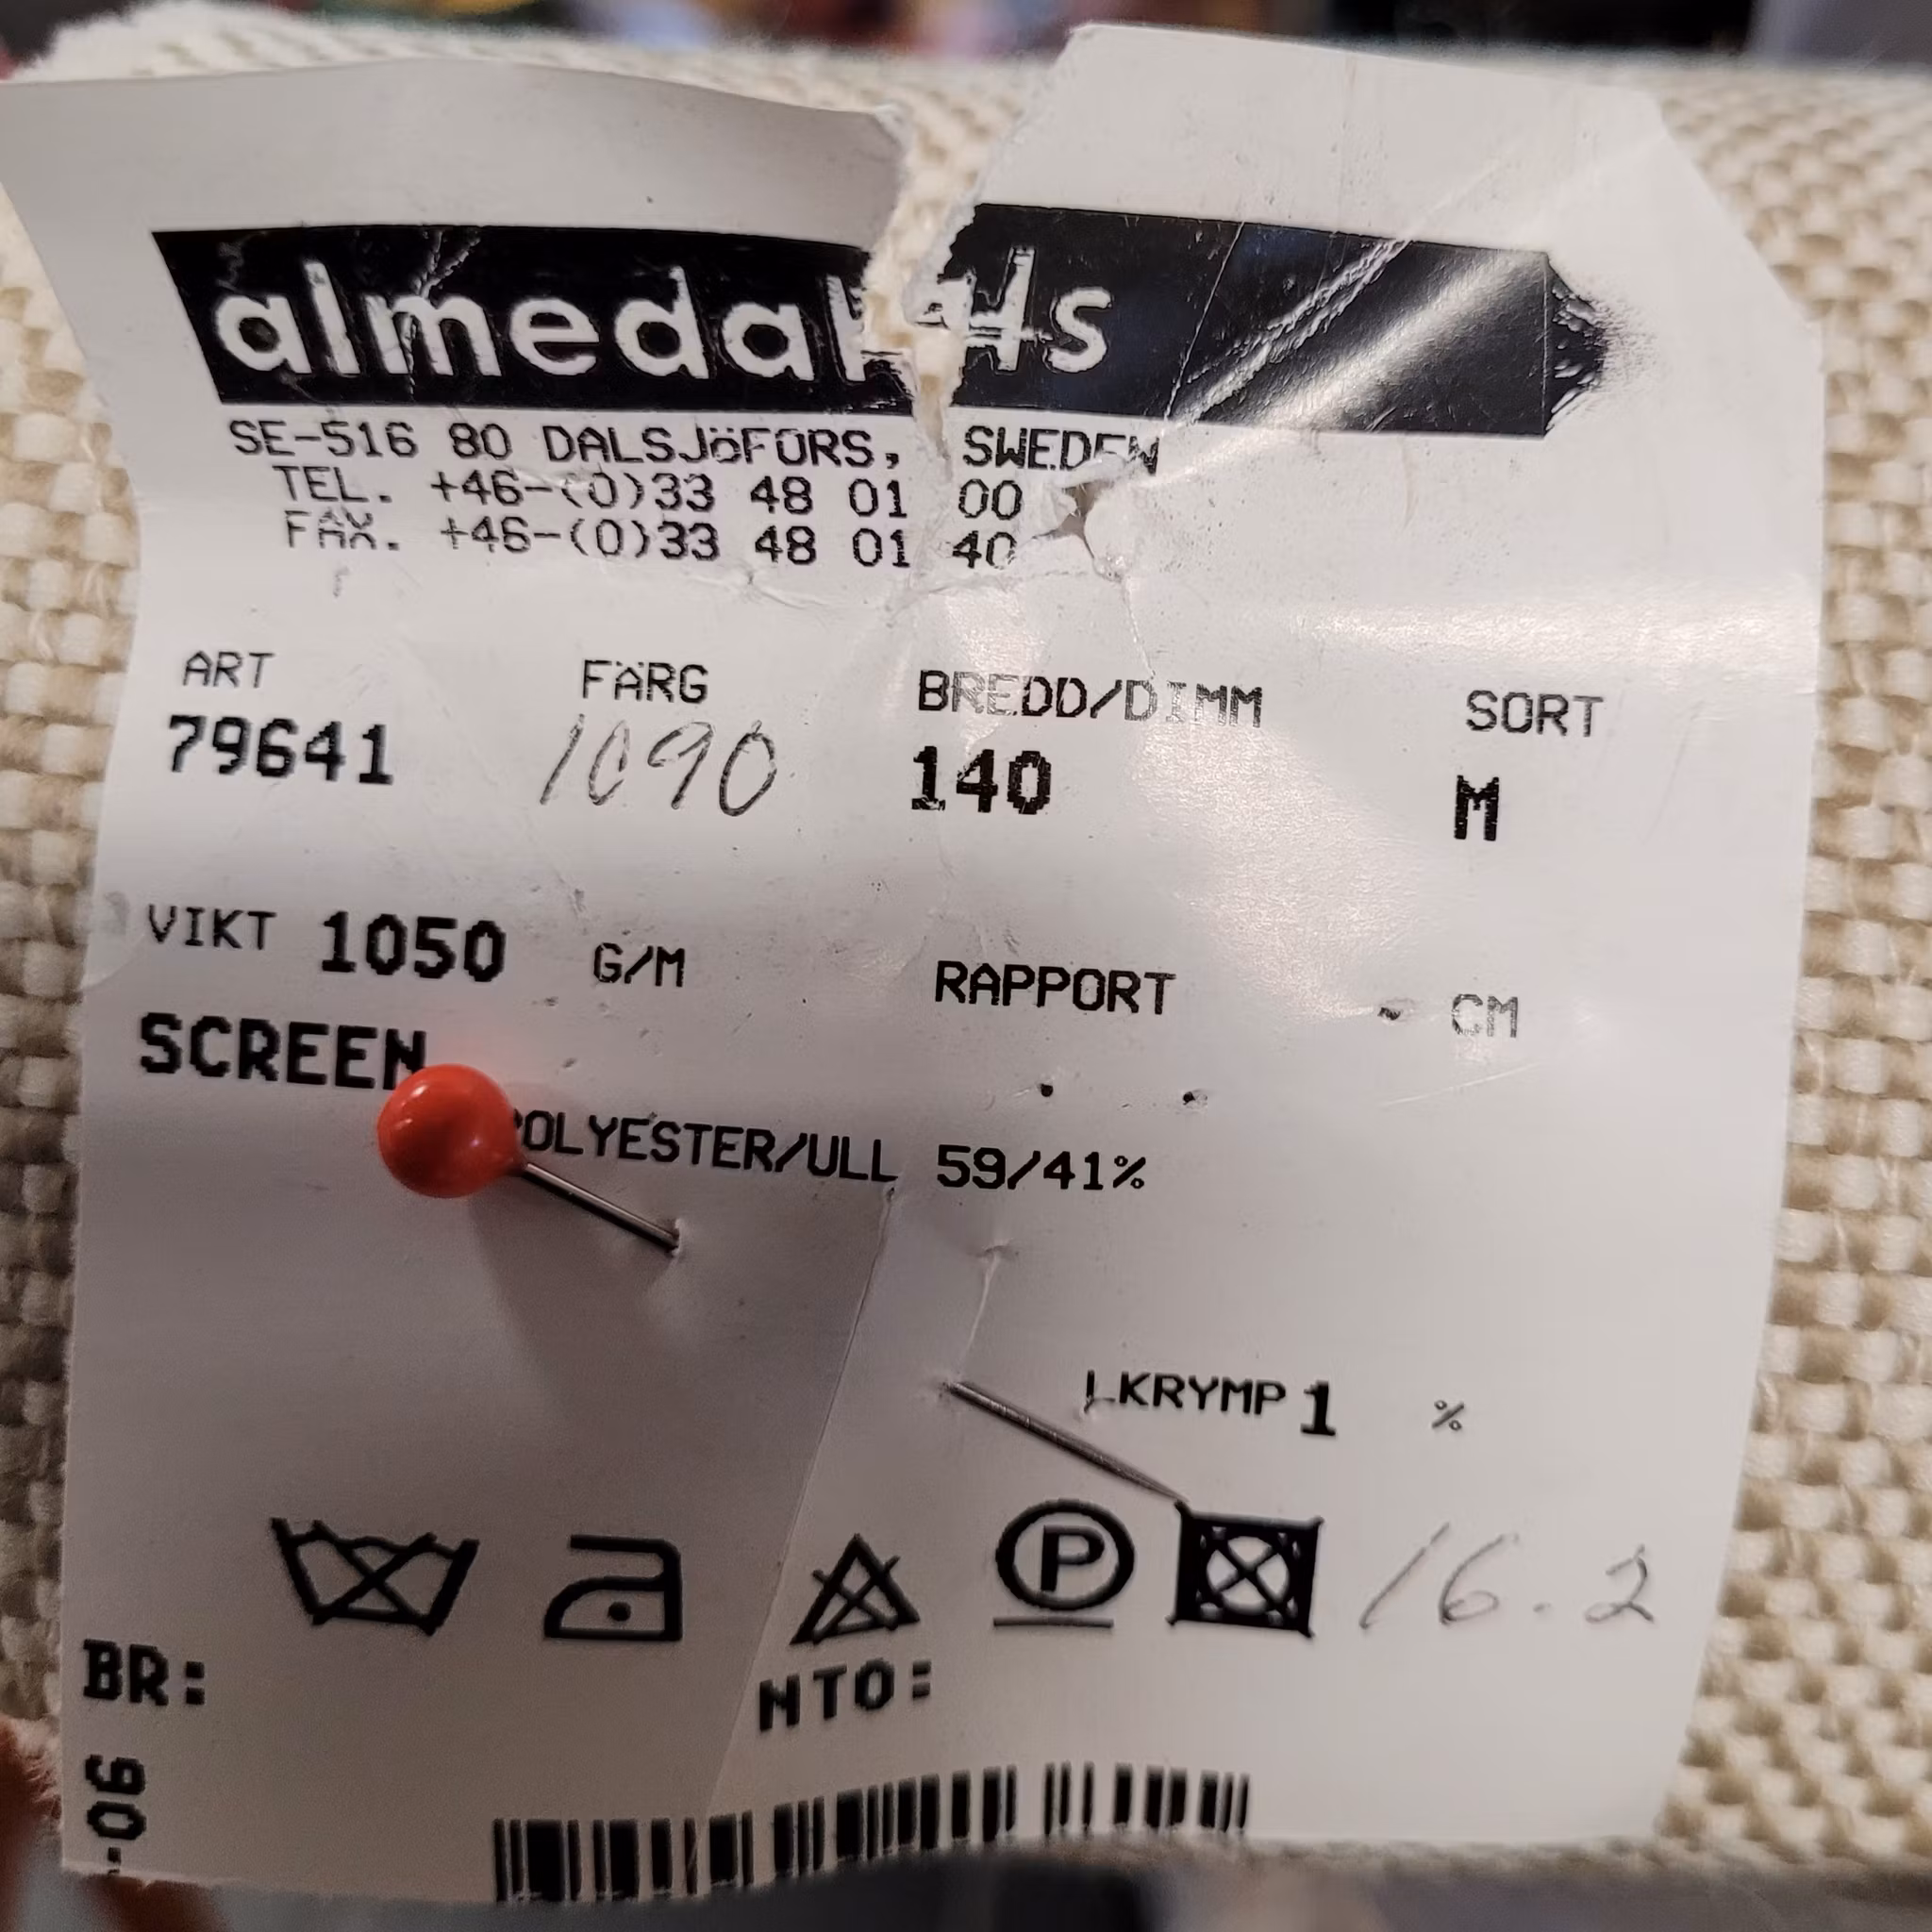 almedahls
SE-516 80 DALSJÖFORS, SWEDEN
TEL. +46-(0)33 48 01 00
FAX. +46-(0)33 48 01 40
ART FÄRG BREDD/DIMM SORT
79641 1090 140 M
VIKT 1050 G/M RAPPORT - CM
SCREEN
POLYESTER/ULL 59/41%
LKRYMP 1 %
P
16.2
BR: NTO:
-06